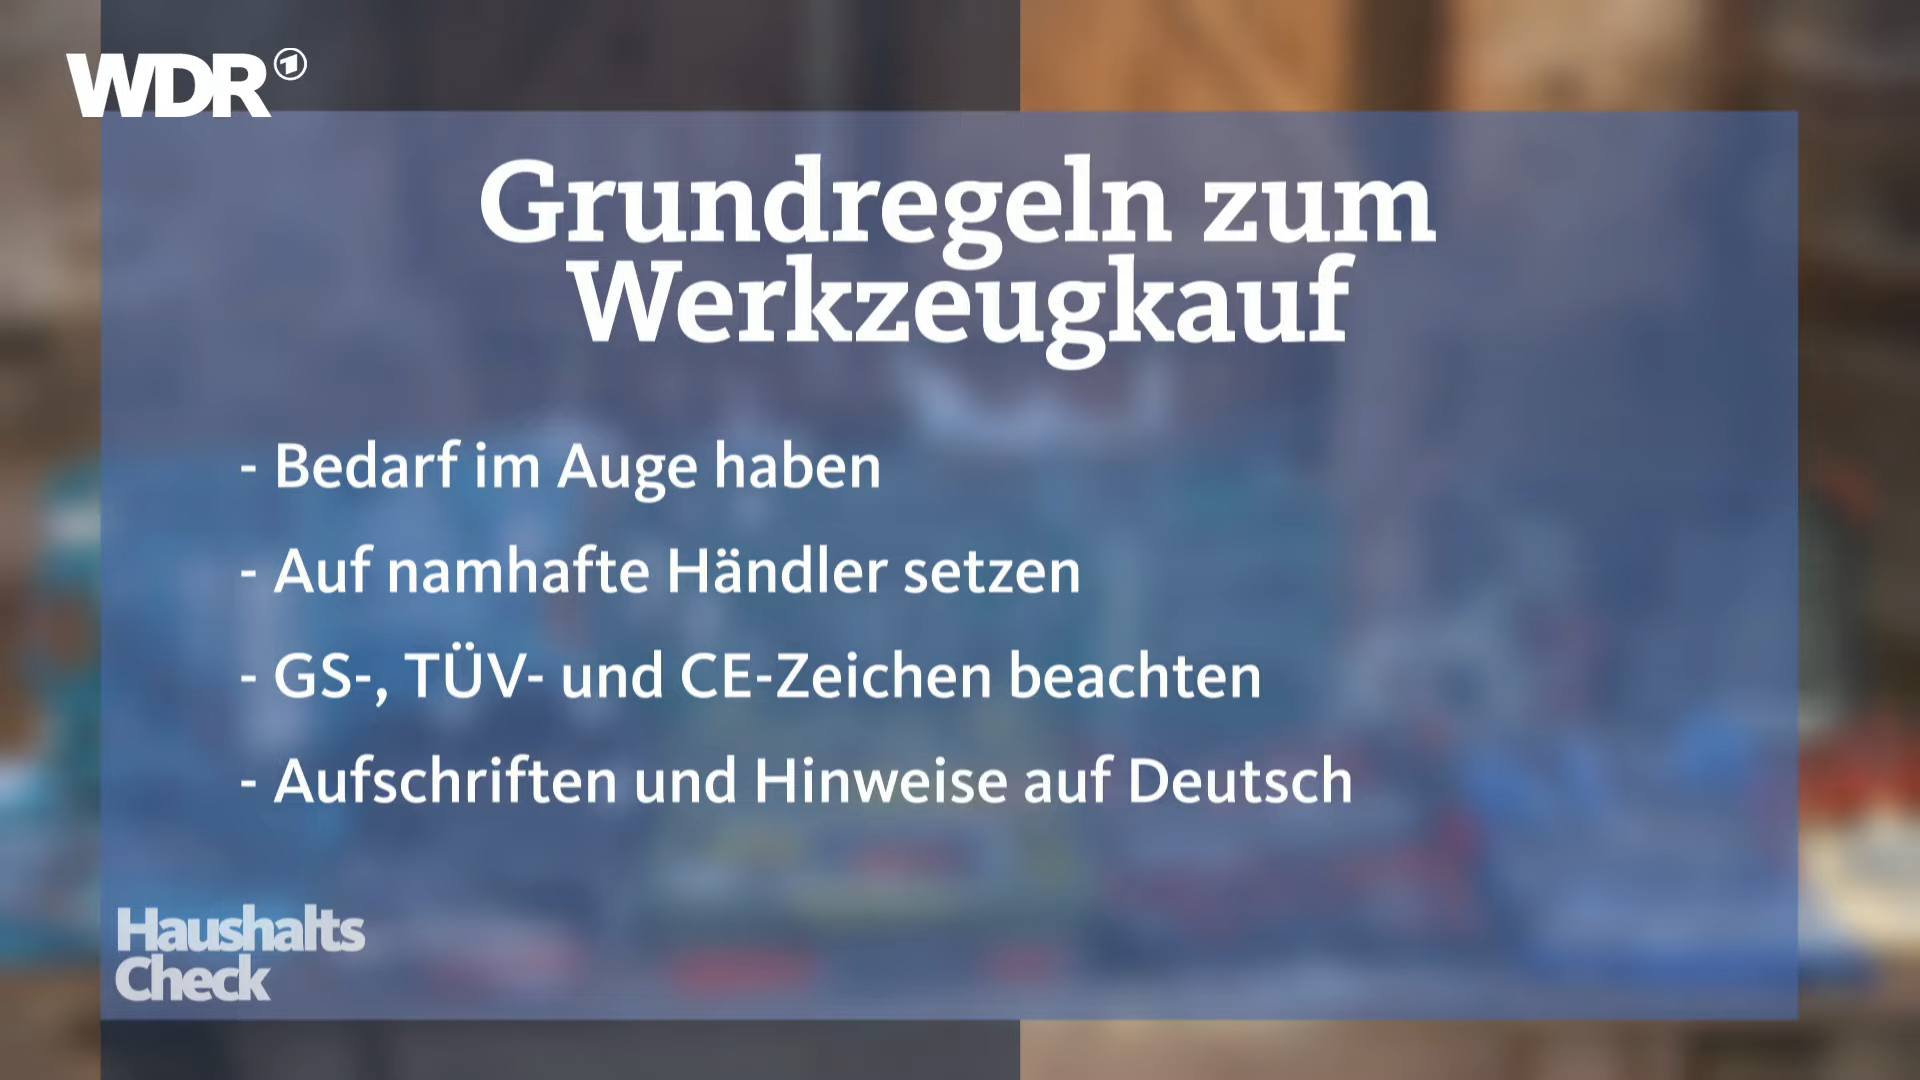 WDR 1
Grundregeln zum
Werkzeugkauf
- Bedarf im Auge haben
- Auf namhafte Händler setzen
- GS-, TÜV- und CE-Zeichen beachten
- Aufschriften und Hinweise auf Deutsch
Haushalts
Check